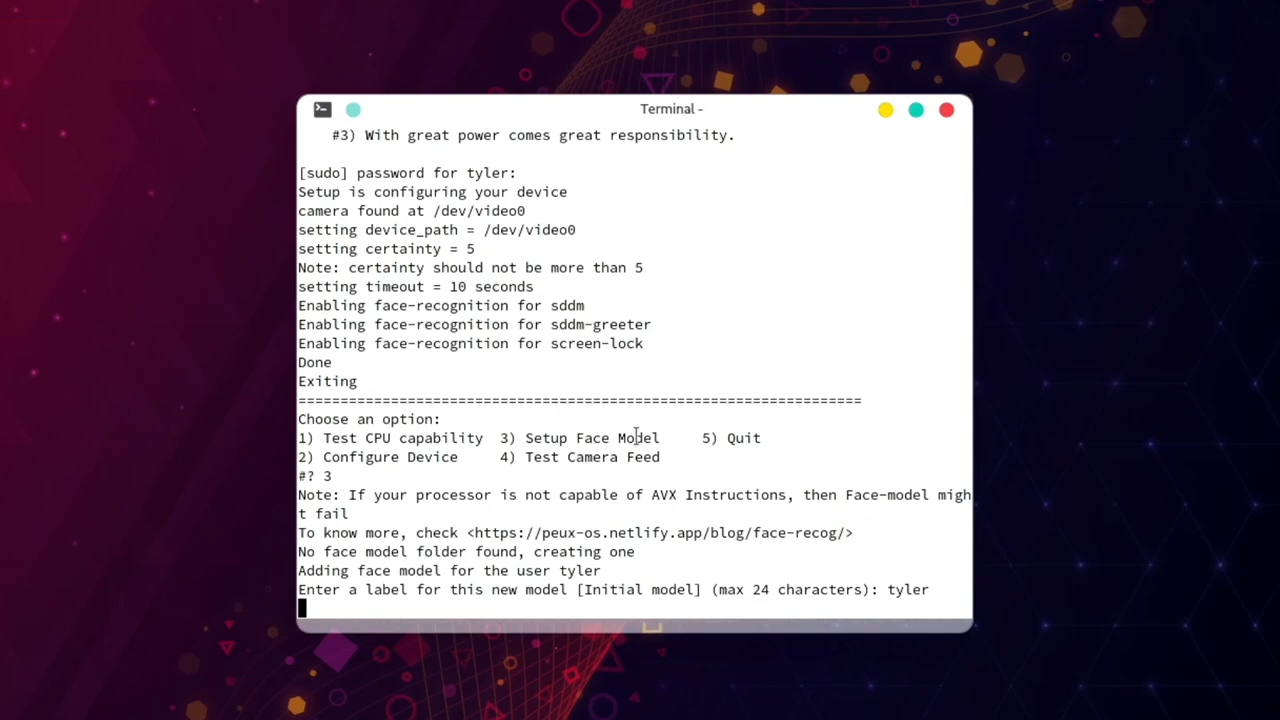 Terminal -
#3) With great power comes great responsibility.
[sudo] password for tyler:
Setup is configuring your device
camera found at /dev/video0
setting device_path = /dev/video0
setting certainty = 5
Note: certainty should not be more than 5
setting timeout = 10 seconds
Enabling face-recognition for sddm
Enabling face-recognition for sddm-greeter
Enabling face-recognition for screen-lock
Done
Exiting
===================================================================
Choose an option:
1) Test CPU capability  3) Setup Face Model     5) Quit
2) Configure Device     4) Test Camera Feed
#? 3
Note: If your processor is not capable of AVX Instructions, then Face-model migh
t fail
To know more, check <https://peux-os.netlify.app/blog/face-recog/>
No face model folder found, creating one
Adding face model for the user tyler
Enter a label for this new model [Initial model] (max 24 characters): tyler